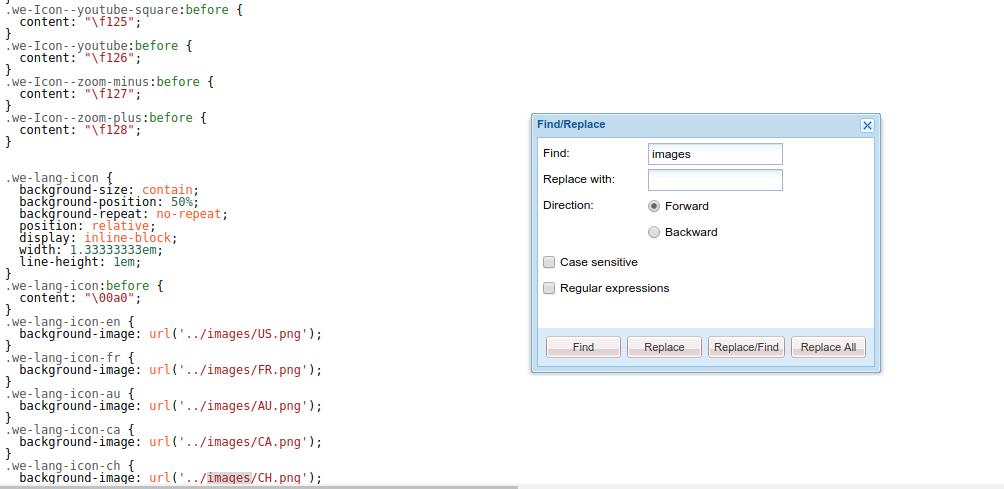 }
.we-Icon--youtube-square:before {
  content: "\f125";
}
.we-Icon--youtube:before {
  content: "\f126";
}
.we-Icon--zoom-minus:before {
  content: "\f127";
}
.we-Icon--zoom-plus:before {
  content: "\f128";
}
.we-lang-icon {
  background-size: contain;
  background-position: 50%;
  background-repeat: no-repeat;
  position: relative;
  display: inline-block;
  width: 1.33333333em;
  line-height: 1em;
}
.we-lang-icon:before {
  content: "\00a0";
}
.we-lang-icon-en {
  background-image: url('../images/US.png');
}
.we-lang-icon-fr {
  background-image: url('../images/FR.png');
}
.we-lang-icon-au {
  background-image: url('../images/AU.png');
}
.we-lang-icon-ca {
  background-image: url('../images/CA.png');
}
.we-lang-icon-ch {
  background-image: url('../images/CH.png');
Find/Replace
Find: images
Replace with:
Direction: Forward
Backward
Case sensitive
Regular expressions
Find Replace Replace/Find Replace All